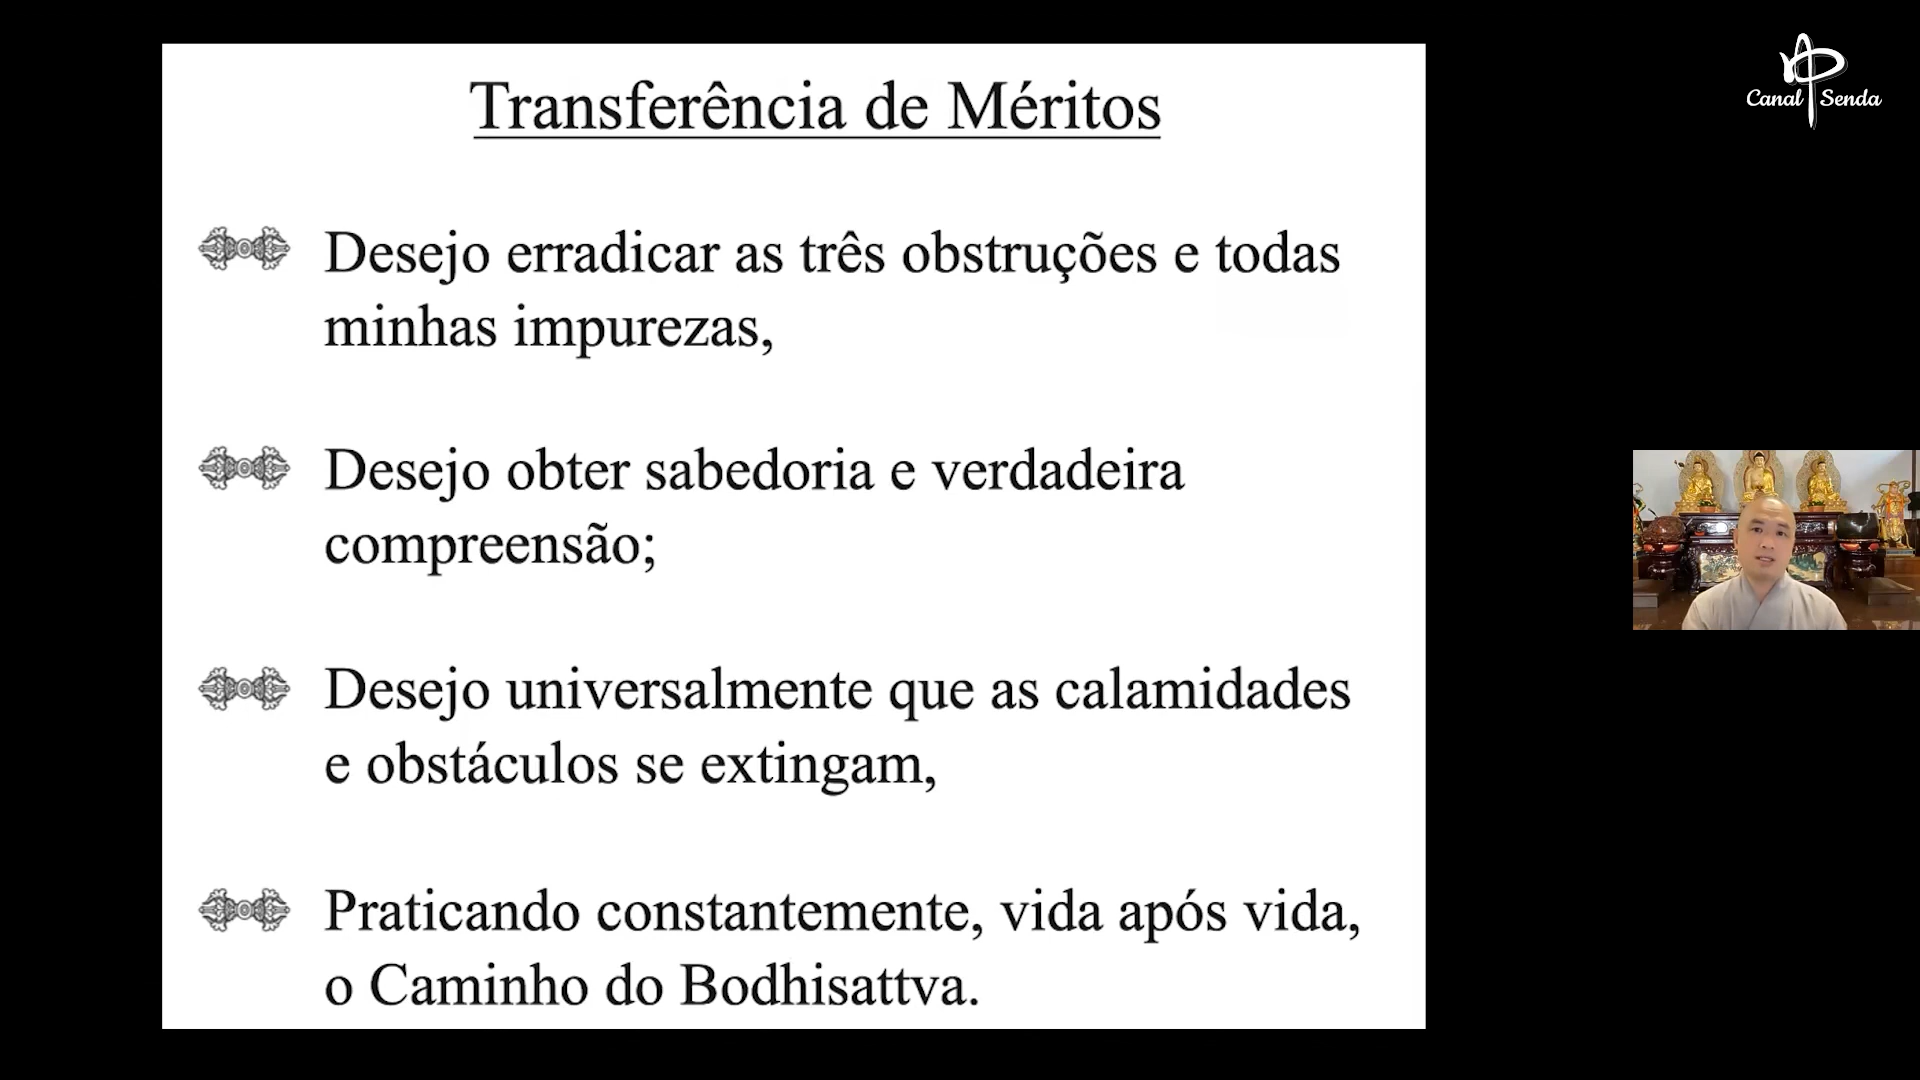 Transferência de Méritos
Desejo erradicar as três obstruções e todas
minhas impurezas,
Desejo obter sabedoria e verdadeira
compreensão;
Desejo universalmente que as calamidades
e obstáculos se extingam,
Praticando constantemente, vida após vida,
o Caminho do Bodhisattva.
Canal Senda